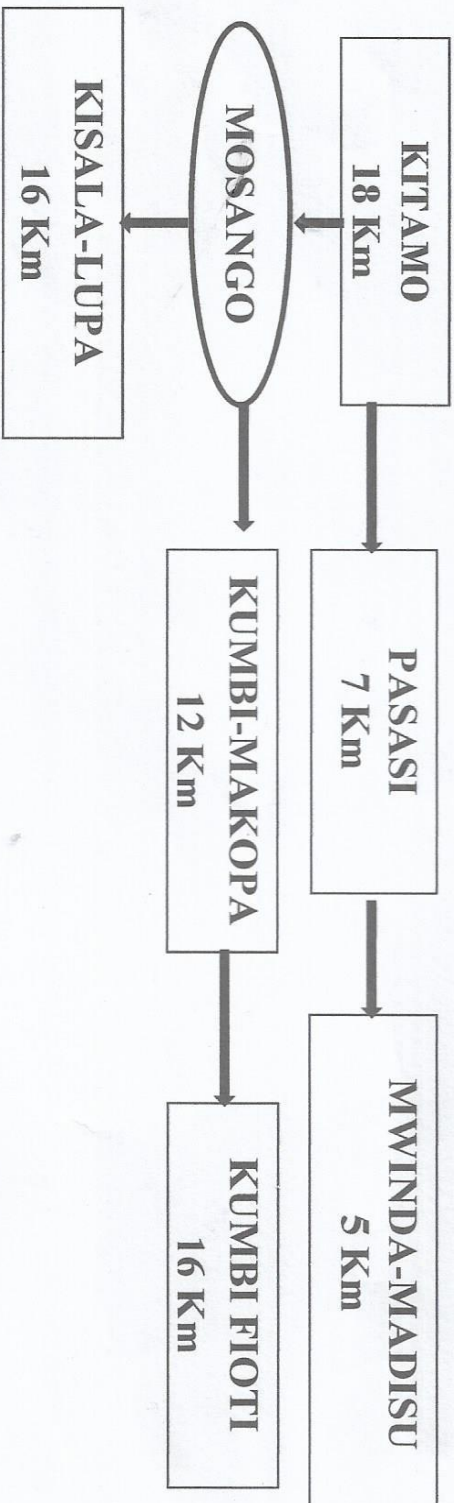 KITAMO
18 Km
PASASI
7 Km
MWINDA-MADISU
5 Km
MOSANGO
KUMBI-MAKOPA
12 Km
KUMBI FIOTI
16 Km
KISALA-LUPA
16 Km